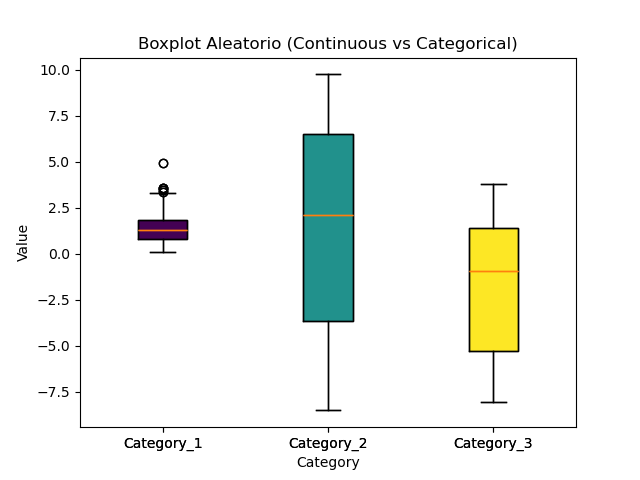 Boxplot Aleatorio (Continuous vs Categorical)
10.0
7.5
5.0
2.5
0.0
−2.5
−5.0
−7.5
Value
Category_1 Category_2 Category_3
Category